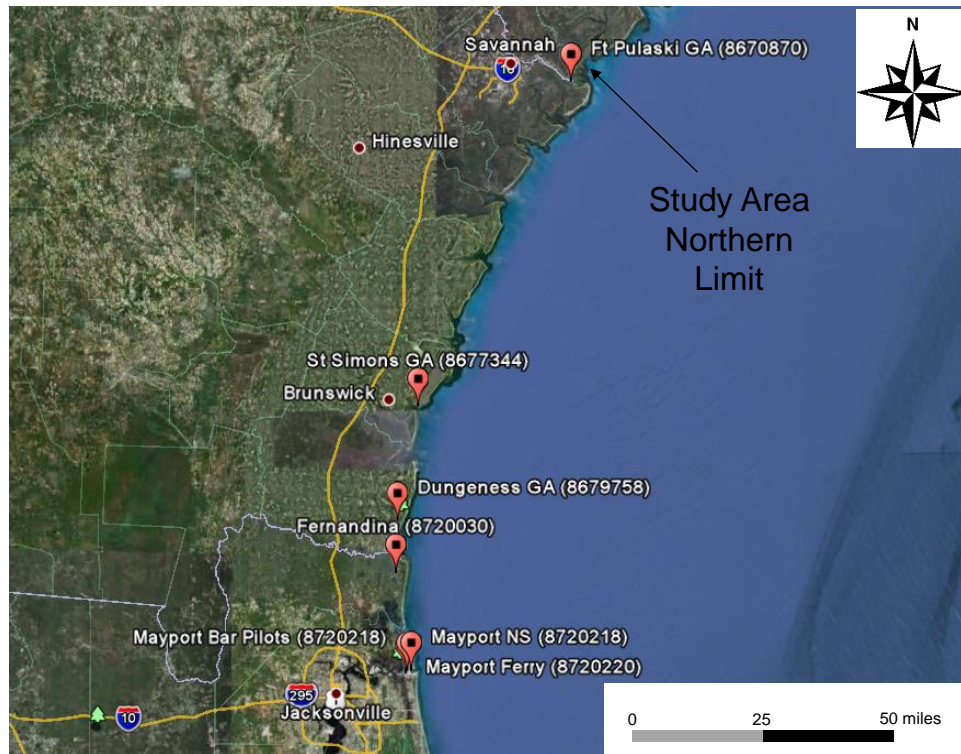 N
Savannah
Ft Pulaski GA (8670870)
16
Hinesville
Study Area
Northern
Limit
St Simons GA (8677344)
Brunswick
Dungeness GA (8679758)
Fernandina (8720030)
Mayport Bar Pilots (8720218)
Mayport NS (8720218)
Mayport Ferry (8720220)
295
Jacksonville
10
0 25 50 miles